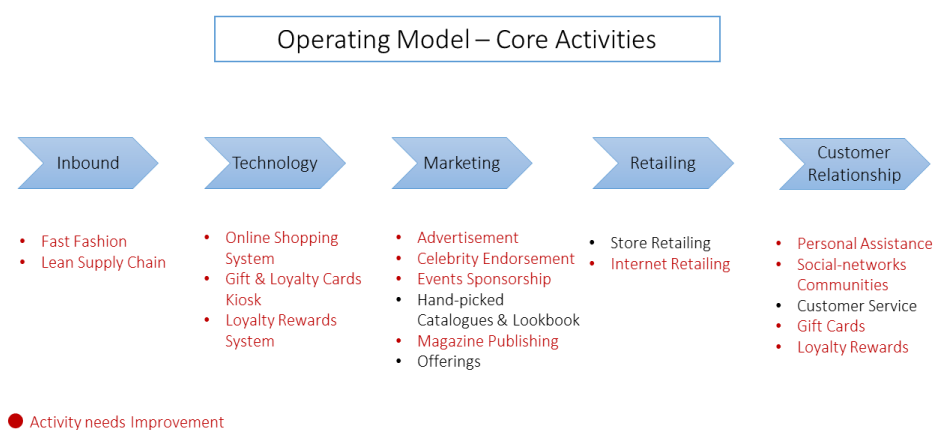 Operating Model – Core Activities
Inbound
Technology
Marketing
Retailing
Customer
Relationship
• Fast Fashion
• Lean Supply Chain
• Online Shopping
System
• Gift & Loyalty Cards
Kiosk
• Loyalty Rewards
System
• Advertisement
• Celebrity Endorsement
• Events Sponsorship
• Hand-picked
Catalogues & Lookbook
• Magazine Publishing
• Offerings
• Store Retailing
• Internet Retailing
• Personal Assistance
• Social-networks
Communities
• Customer Service
• Gift Cards
• Loyalty Rewards
Activity needs Improvement